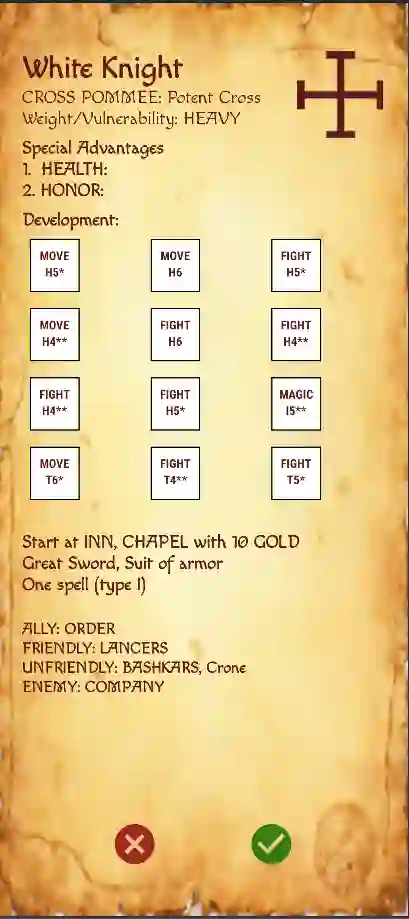 White Knight
CROSS POMMEE: Potent Cross
Weight/Vulnerability: HEAVY
Special Advantages
1. HEALTH:
2. HONOR:
Development:
MOVE
H5*
MOVE
H6
FIGHT
H5*
MOVE
H4**
FIGHT
H6
FIGHT
H4**
FIGHT
H4**
FIGHT
H5*
MAGIC
I5**
MOVE
T6*
FIGHT
T4**
FIGHT
T5*
Start at INN, CHAPEL with 10 GOLD
Great Sword, Suit of armor
One spell (type I)
ALLY: ORDER
FRIENDLY: LANCERS
UNFRIENDLY: BASHKARS, Crone
ENEMY: COMPANY